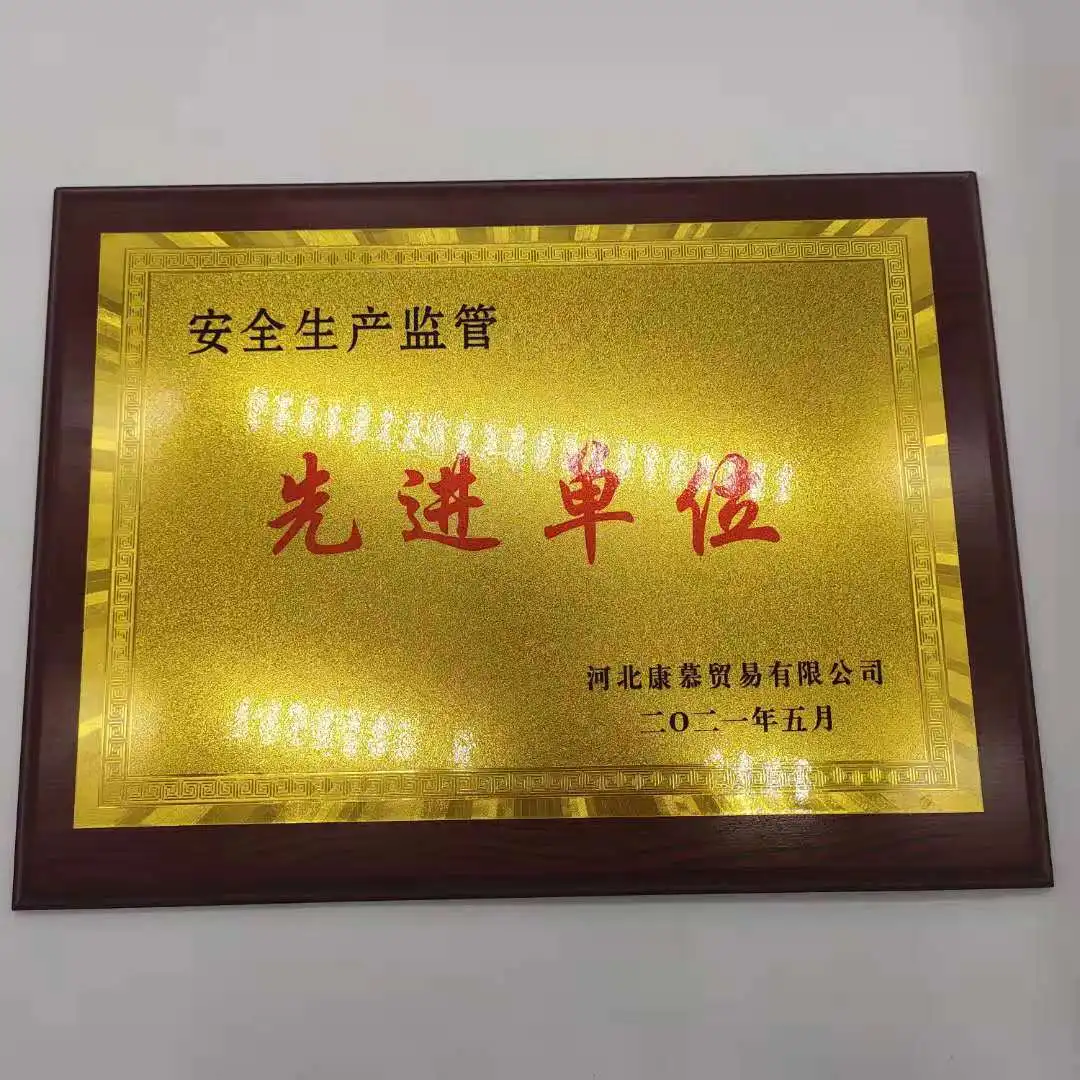 安全生产监管
先进单位
河北康慕贸易有限公司
二〇二一年五月